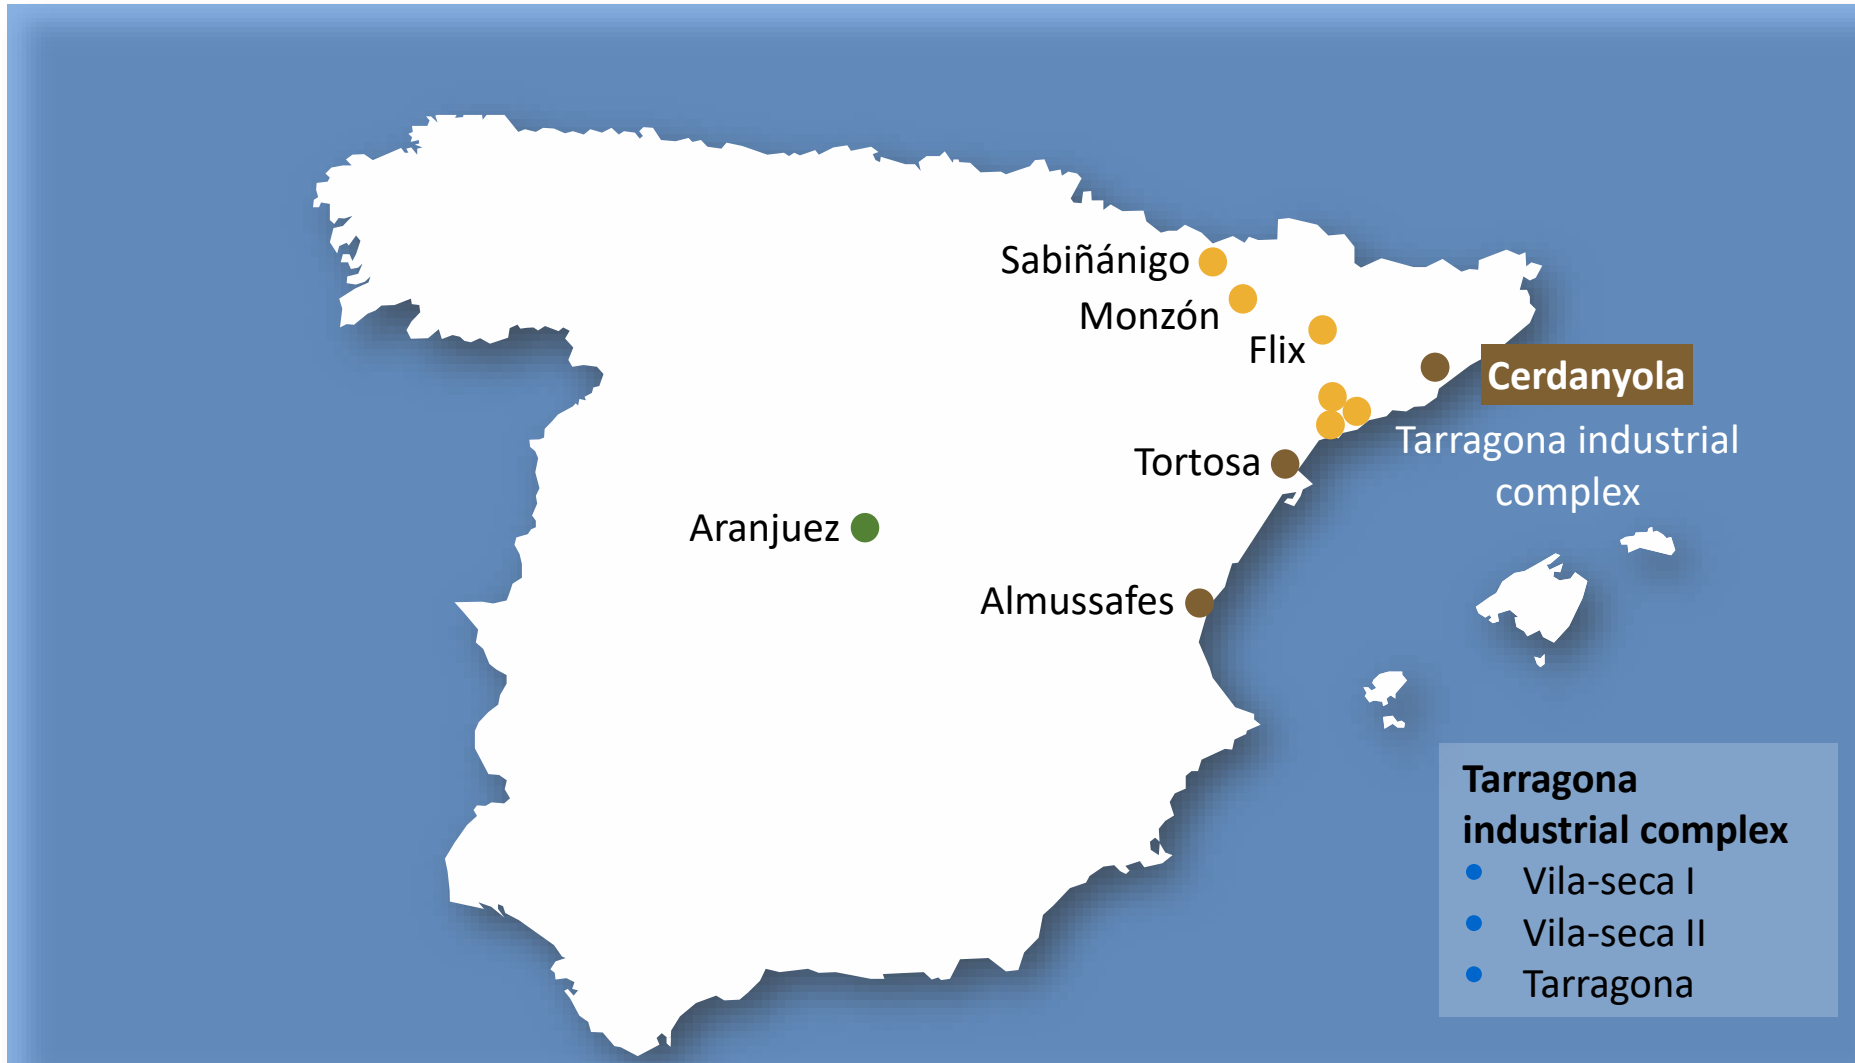 Sabiñánigo
Monzón
Flix
Cerdanyola
Tarragona industrial
complex
Tortosa
Aranjuez
Almussafes
Tarragona
industrial complex
• Vila-seca I
• Vila-seca II
• Tarragona